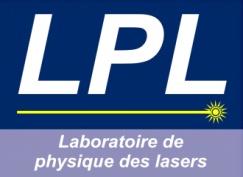 LPL
Laboratoire de
physique des lasers